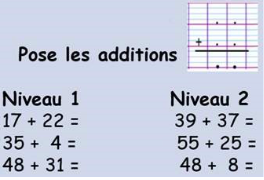 +
Pose les additions
Niveau 1
17 + 22 =
35 + 4 =
48 + 31 =
Niveau 2
39 + 37 =
55 + 25 =
48 + 8 =